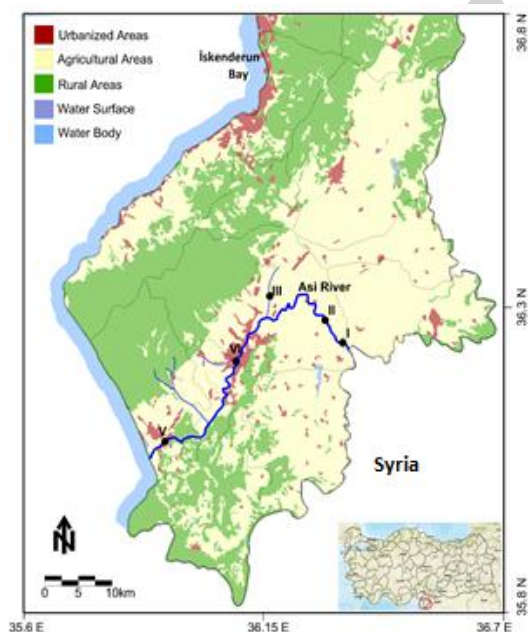 Urbanized Areas
Agricultural Areas
Rural Areas
Water Surface
Water Body
İskenderun
Bay
36.8 N
III
Asi River
II
I
36.3 N
VI
V
Syria
N
0 5 10km
35.8 N
35.6 E
36.15 E
36.7 E